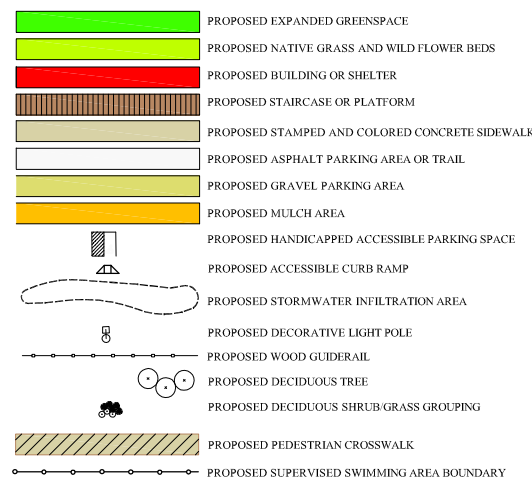 PROPOSED EXPANDED GREENSPACE
PROPOSED NATIVE GRASS AND WILD FLOWER BEDS
PROPOSED BUILDING OR SHELTER
PROPOSED STAIRCASE OR PLATFORM
PROPOSED STAMPED AND COLORED CONCRETE SIDEWALK
PROPOSED ASPHALT PARKING AREA OR TRAIL
PROPOSED GRAVEL PARKING AREA
PROPOSED MULCH AREA
PROPOSED HANDICAPPED ACCESSIBLE PARKING SPACE
PROPOSED ACCESSIBLE CURB RAMP
PROPOSED STORMWATER INFILTRATION AREA
PROPOSED DECORATIVE LIGHT POLE
PROPOSED WOOD GUIDERAIL
PROPOSED DECIDUOUS TREE
PROPOSED DECIDUOUS SHRUB/GRASS GROUPING
PROPOSED PEDESTRIAN CROSSWALK
PROPOSED SUPERVISED SWIMMING AREA BOUNDARY